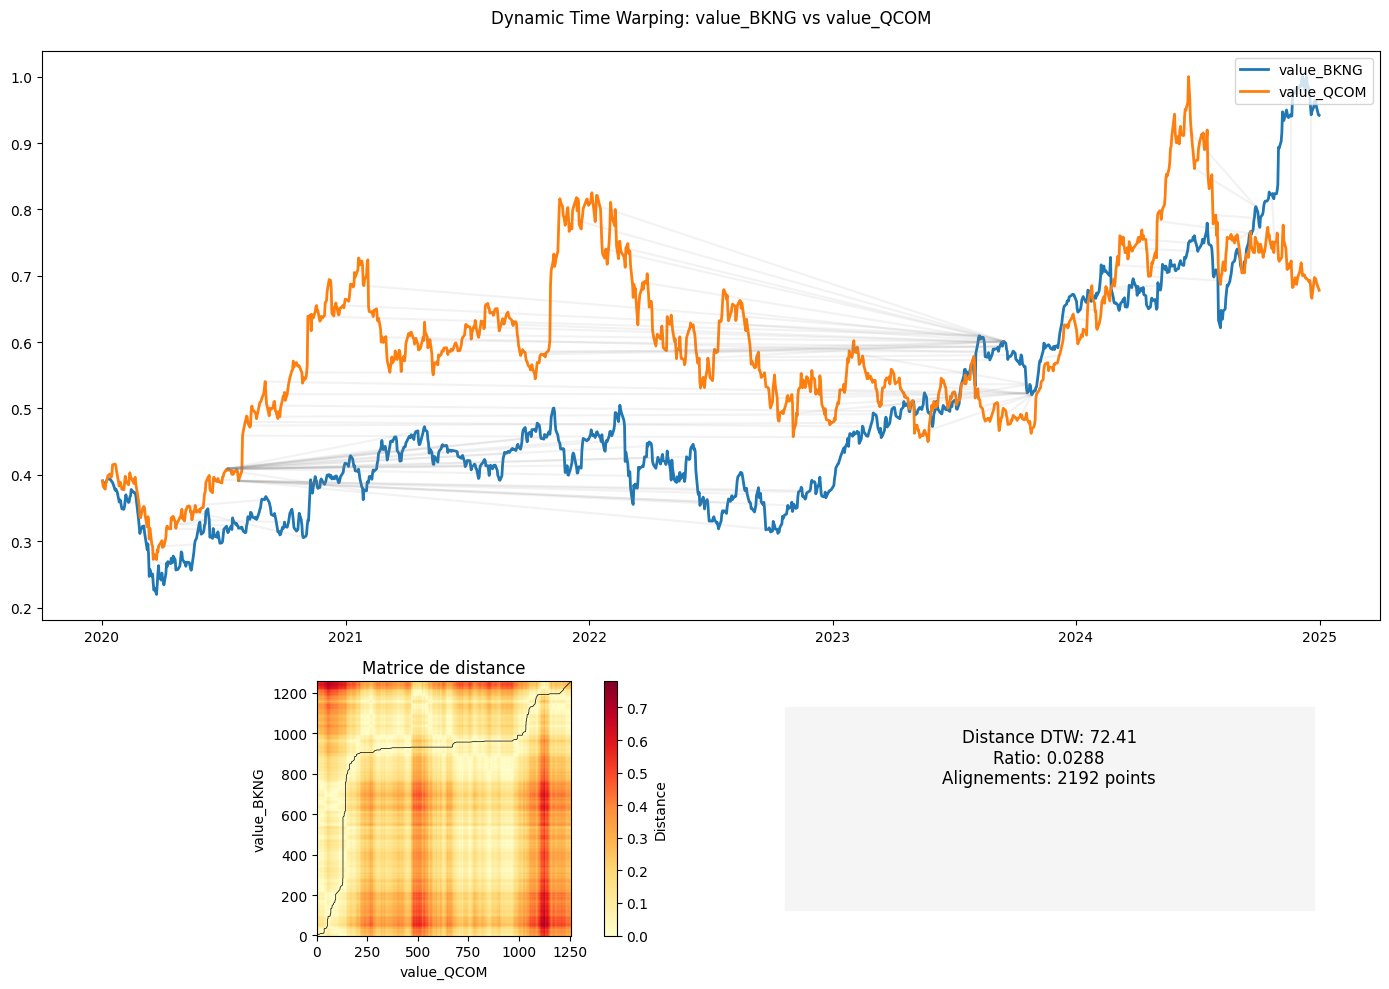 Dynamic Time Warping: value_BKNG vs value_QCOM
value_BKNG
value_QCOM
1.0
0.9
0.8
0.7
0.6
0.5
0.4
0.3
0.2
2020 2021 2022 2023 2024 2025
Matrice de distance
value_BKNG
1200
1000
800
600
400
200
0
0 250 500 750 1000 1250
value_QCOM
0.7
0.6
0.5
0.4
0.3
0.2
0.1
0.0
Distance
Distance DTW: 72.41
Ratio: 0.0288
Alignements: 2192 points